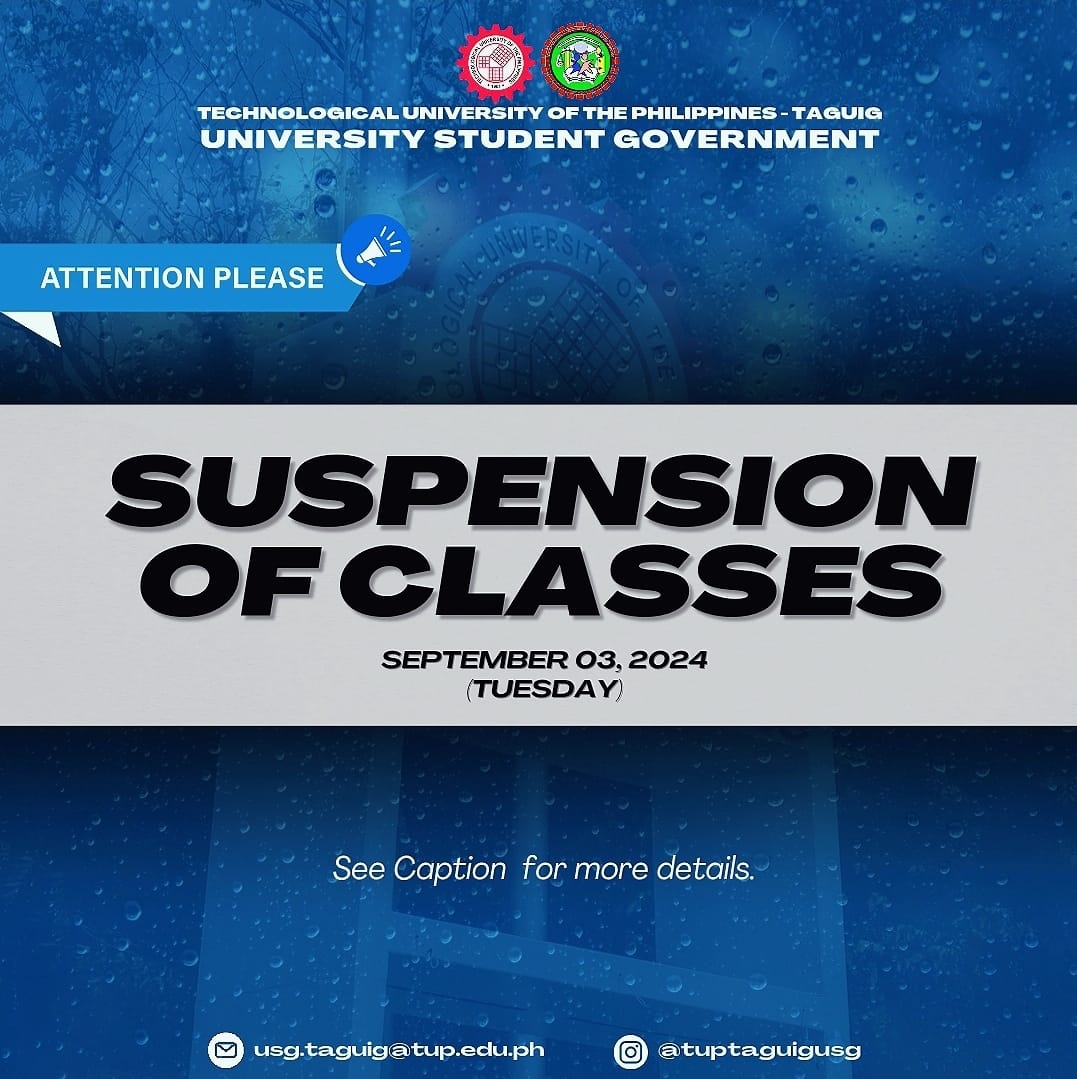 TECHNOLOGICAL UNIVERSITY OF THE PHILIPPINES - TAGUIG
UNIVERSITY STUDENT GOVERNMENT
ATTENTION PLEASE
SUSPENSION
OF CLASSES
SEPTEMBER 03, 2024
(TUESDAY)
See Caption for more details.
usg.taguig@tup.edu.ph
@tuptaguigusg